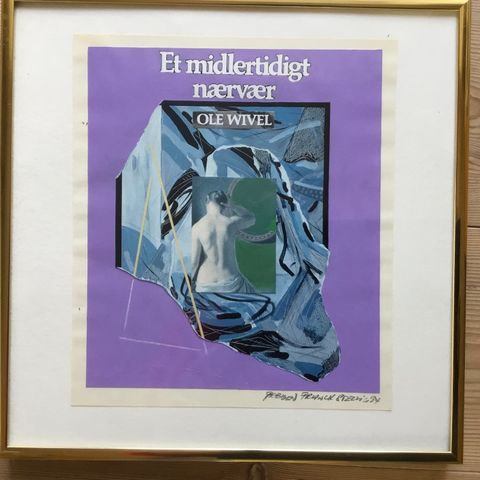 Et midlertidigt
nærvær
OLE WIVEL